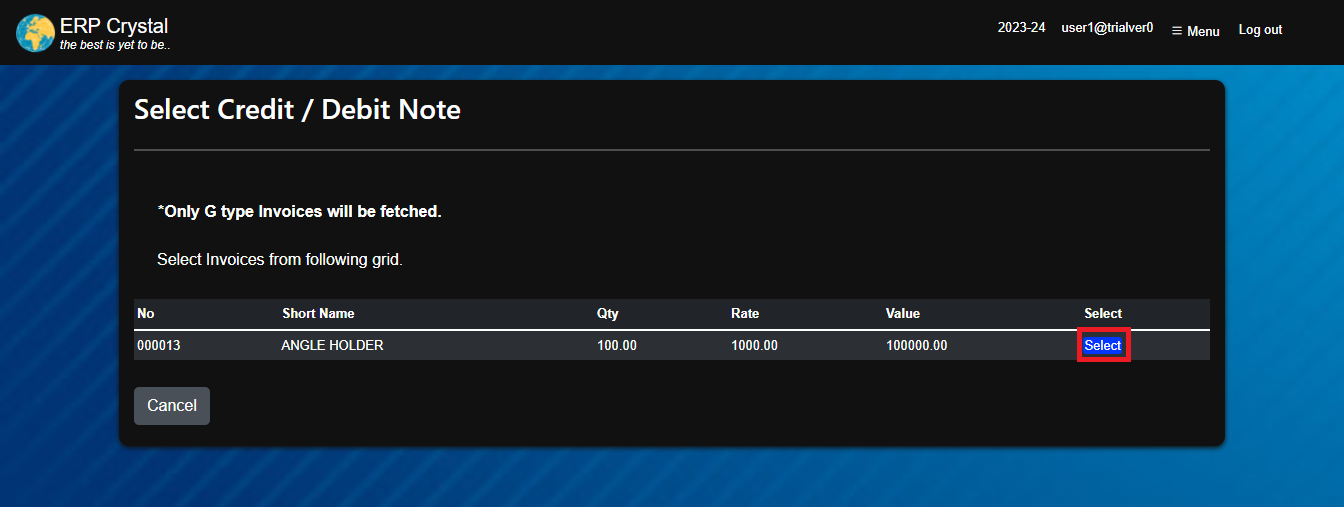 ERP Crystal
the best is yet to be..
2023-24 user1@trialver0 ☰ Menu Log out
Select Credit / Debit Note
*Only G type Invoices will be fetched.
Select Invoices from following grid.
No Short Name Qty Rate Value Select
000013 ANGLE HOLDER 100.00 1000.00 100000.00 Select
Cancel